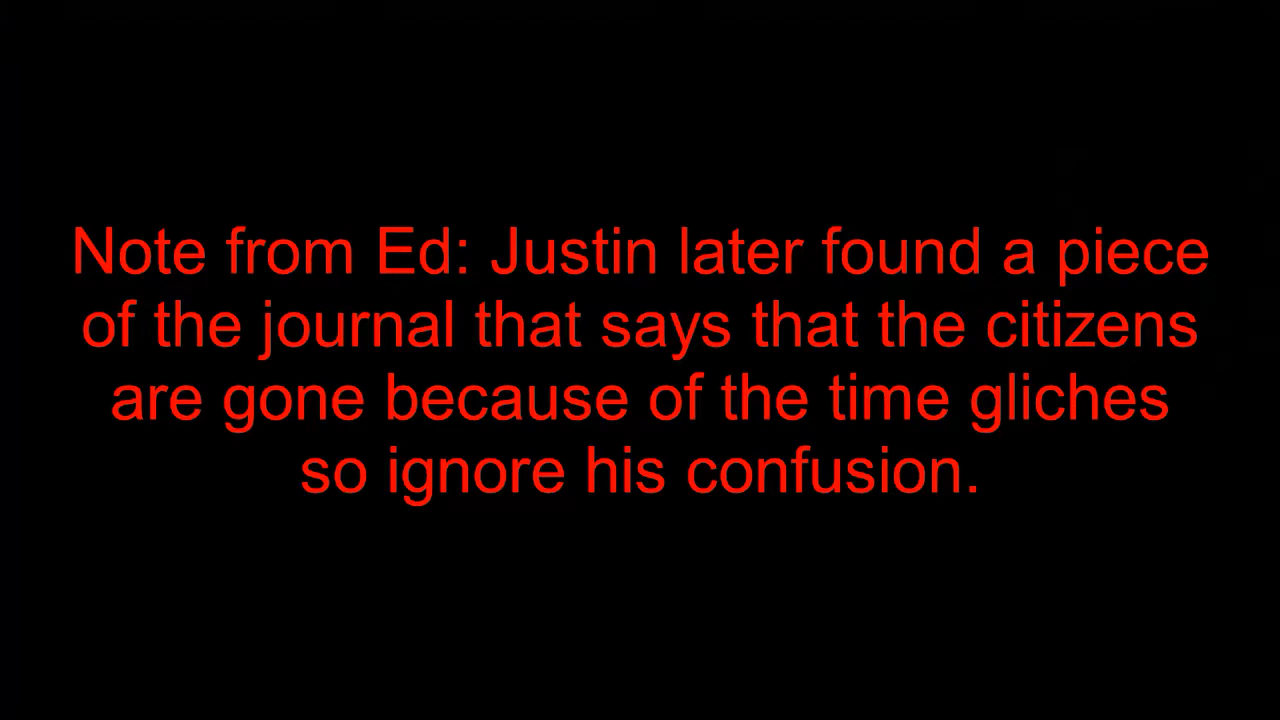 Note from Ed: Justin later found a piece
of the journal that says that the citizens
are gone because of the time gliches
so ignore his confusion.